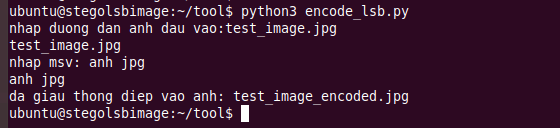 ubuntu@stegolsbimage:~/tool$ python3 encode_lsb.py
nhap duong dan anh dau vao:test_image.jpg
test_image.jpg
nhap msv: anh jpg
anh jpg
da giau thong diep vao anh: test_image_encoded.jpg
ubuntu@stegolsbimage:~/tool$